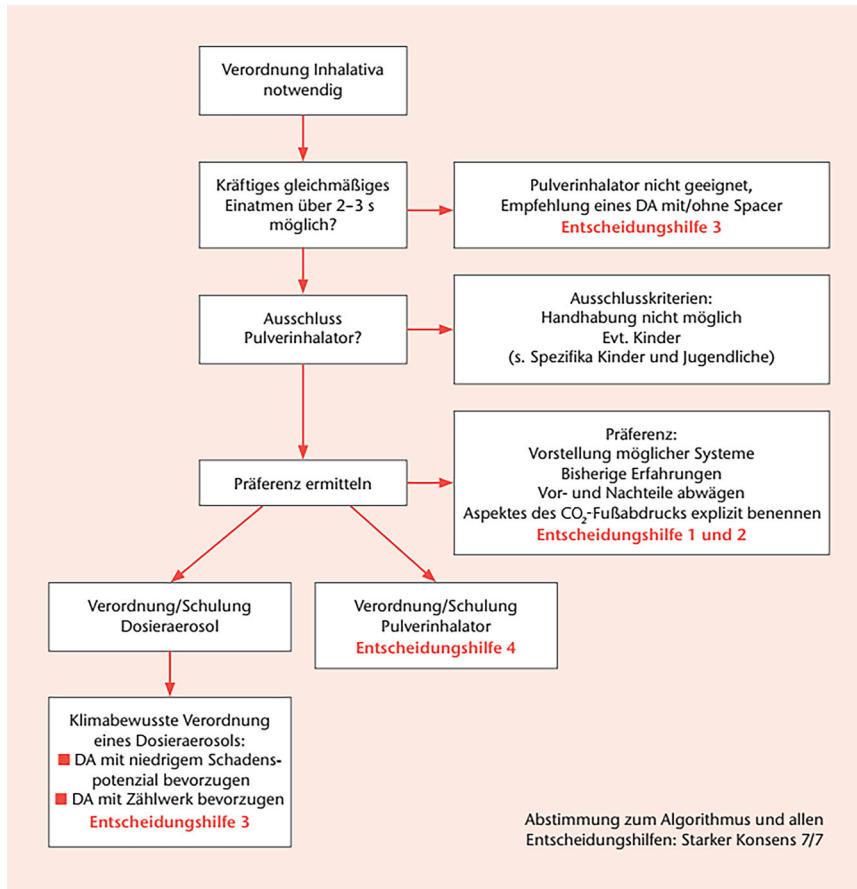 Verordnung Inhalativa
notwendig
Kräftiges gleichmäßiges
Einatmen über 2–3 s
möglich?
Pulverinhalator nicht geeignet,
Empfehlung eines DA mit/ohne Spacer
Entscheidungshilfe 3
Ausschluss
Pulverinhalator?
Ausschlusskriterien:
Handhabung nicht möglich
Evt. Kinder
(s. Spezifika Kinder und Jugendliche)
Präferenz ermitteln
Präferenz:
Vorstellung möglicher Systeme
Bisherige Erfahrungen
Vor- und Nachteile abwägen
Aspektes des CO₂-Fußabdrucks explizit benennen
Entscheidungshilfe 1 und 2
Verordnung/Schulung
Dosieraerosol
Verordnung/Schulung
Pulverinhalator
Entscheidungshilfe 4
Klimabewusste Verordnung
eines Dosieraerosols:
■ DA mit niedrigem Schadens-
potenzial bevorzugen
■ DA mit Zählwerk bevorzugen
Entscheidungshilfe 3
Abstimmung zum Algorithmus und allen
Entscheidungshilfen: Starker Konsens 7/7